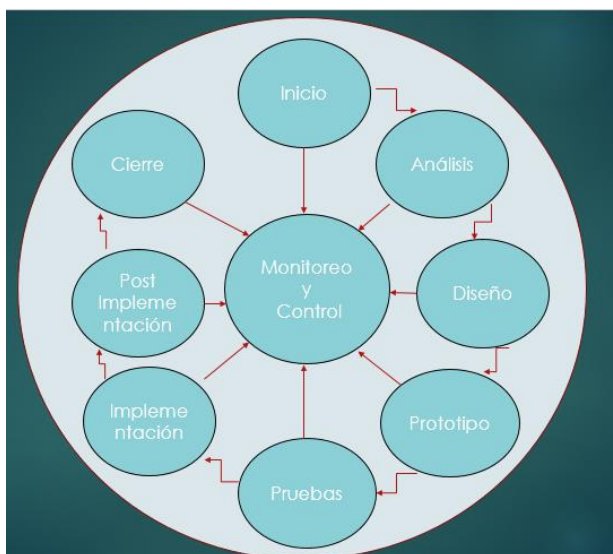 Inicio
Análisis
Diseño
Prototipo
Pruebas
Impleme
ntación
Post
Impleme
ntación
Cierre
Monitoreo
y
Control